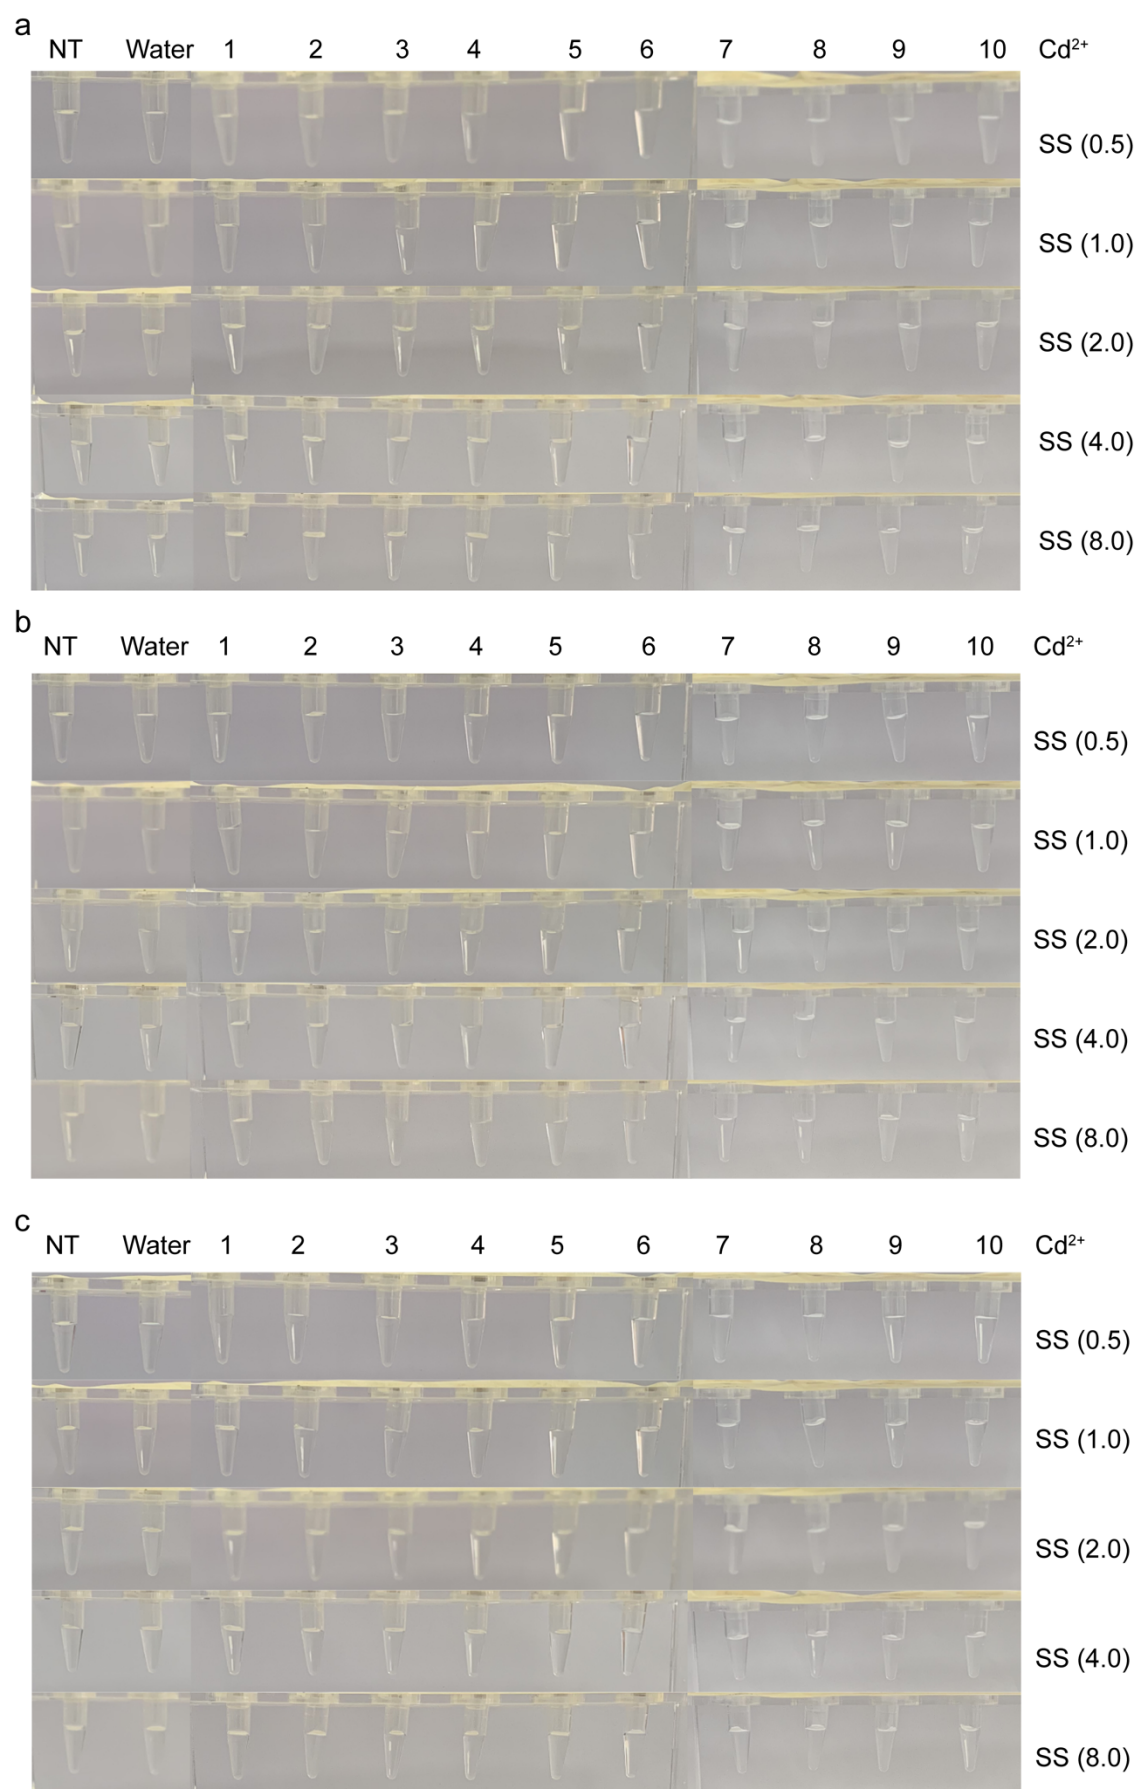 a
NT Water 1 2 3 4 5 6 7 8 9 10 Cd²⁺
SS (0.5)
SS (1.0)
SS (2.0)
SS (4.0)
SS (8.0)
b
NT Water 1 2 3 4 5 6 7 8 9 10 Cd²⁺
SS (0.5)
SS (1.0)
SS (2.0)
SS (4.0)
SS (8.0)
c
NT Water 1 2 3 4 5 6 7 8 9 10 Cd²⁺
SS (0.5)
SS (1.0)
SS (2.0)
SS (4.0)
SS (8.0)